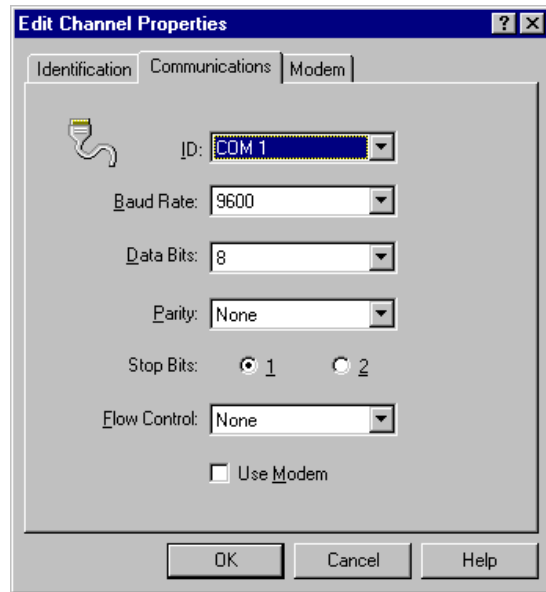 Edit Channel Properties
Identification Communications Modem
ID: COM 1
Baud Rate: 9600
Data Bits: 8
Parity: None
Stop Bits: 1 2
Flow Control: None
Use Modem
OK Cancel Help